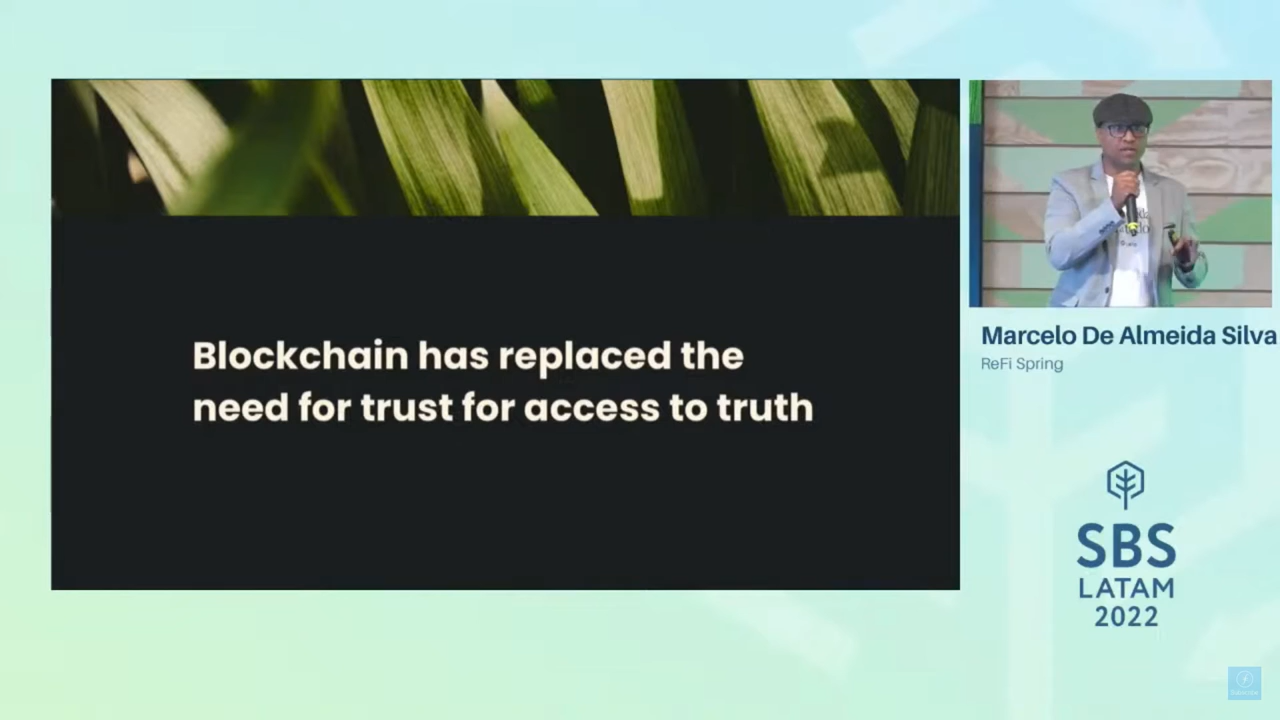 Blockchain has replaced the
need for trust for access to truth
Marcelo De Almeida Silva
ReFi Spring
SBS
LATAM
2022
Subscribe